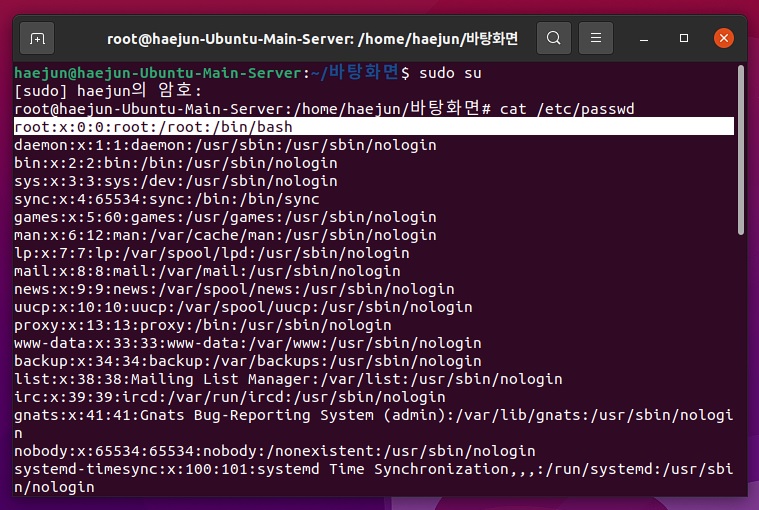 root@haejun-Ubuntu-Main-Server: /home/haejun/바탕화면
haejun@haejun-Ubuntu-Main-Server:~/바탕화면$ sudo su
[sudo] haejun의 암호:
root@haejun-Ubuntu-Main-Server:/home/haejun/바탕화면# cat /etc/passwd
root:x:0:0:root:/root:/bin/bash
daemon:x:1:1:daemon:/usr/sbin:/usr/sbin/nologin
bin:x:2:2:bin:/bin:/usr/sbin/nologin
sys:x:3:3:sys:/dev:/usr/sbin/nologin
sync:x:4:65534:sync:/bin:/bin/sync
games:x:5:60:games:/usr/games:/usr/sbin/nologin
man:x:6:12:man:/var/cache/man:/usr/sbin/nologin
lp:x:7:7:lp:/var/spool/lpd:/usr/sbin/nologin
mail:x:8:8:mail:/var/mail:/usr/sbin/nologin
news:x:9:9:news:/var/spool/news:/usr/sbin/nologin
uucp:x:10:10:uucp:/var/spool/uucp:/usr/sbin/nologin
proxy:x:13:13:proxy:/bin:/usr/sbin/nologin
www-data:x:33:33:www-data:/var/www:/usr/sbin/nologin
backup:x:34:34:backup:/var/backups:/usr/sbin/nologin
list:x:38:38:Mailing List Manager:/var/list:/usr/sbin/nologin
irc:x:39:39:ircd:/var/run/ircd:/usr/sbin/nologin
gnats:x:41:41:Gnats Bug-Reporting System (admin):/var/lib/gnats:/usr/sbin/nologi
n
nobody:x:65534:65534:nobody:/nonexistent:/usr/sbin/nologin
systemd-timesync:x:100:101:systemd Time Synchronization,,,:/run/systemd:/usr/sbi
n/nologin